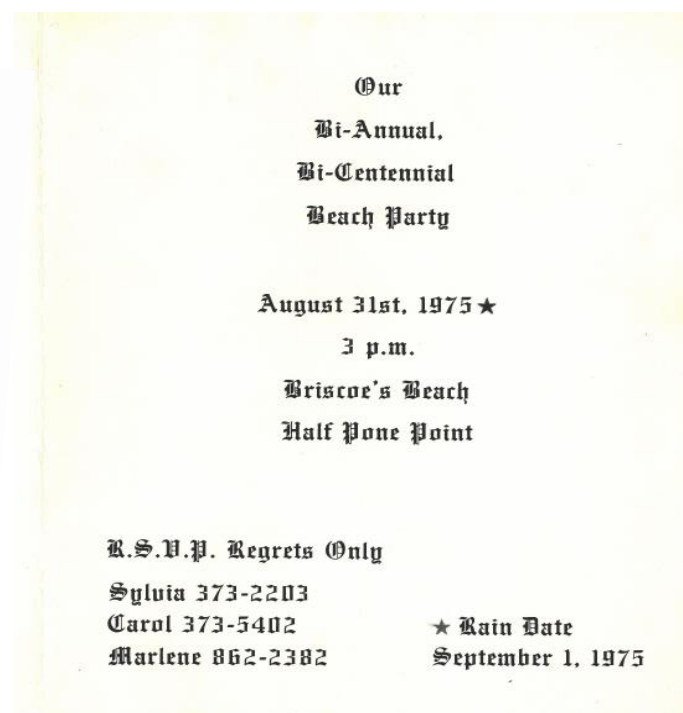 Our
Bi-Annual,
Bi-Centennial
Beach Party
August 31st, 1975★
3 p.m.
Briscoe's Beach
Half Pone Point
R.S.V.P. Regrets Only
Sylvia 373-2203
Carol 373-5402
Marlene 862-2382
★ Rain Date
September 1, 1975